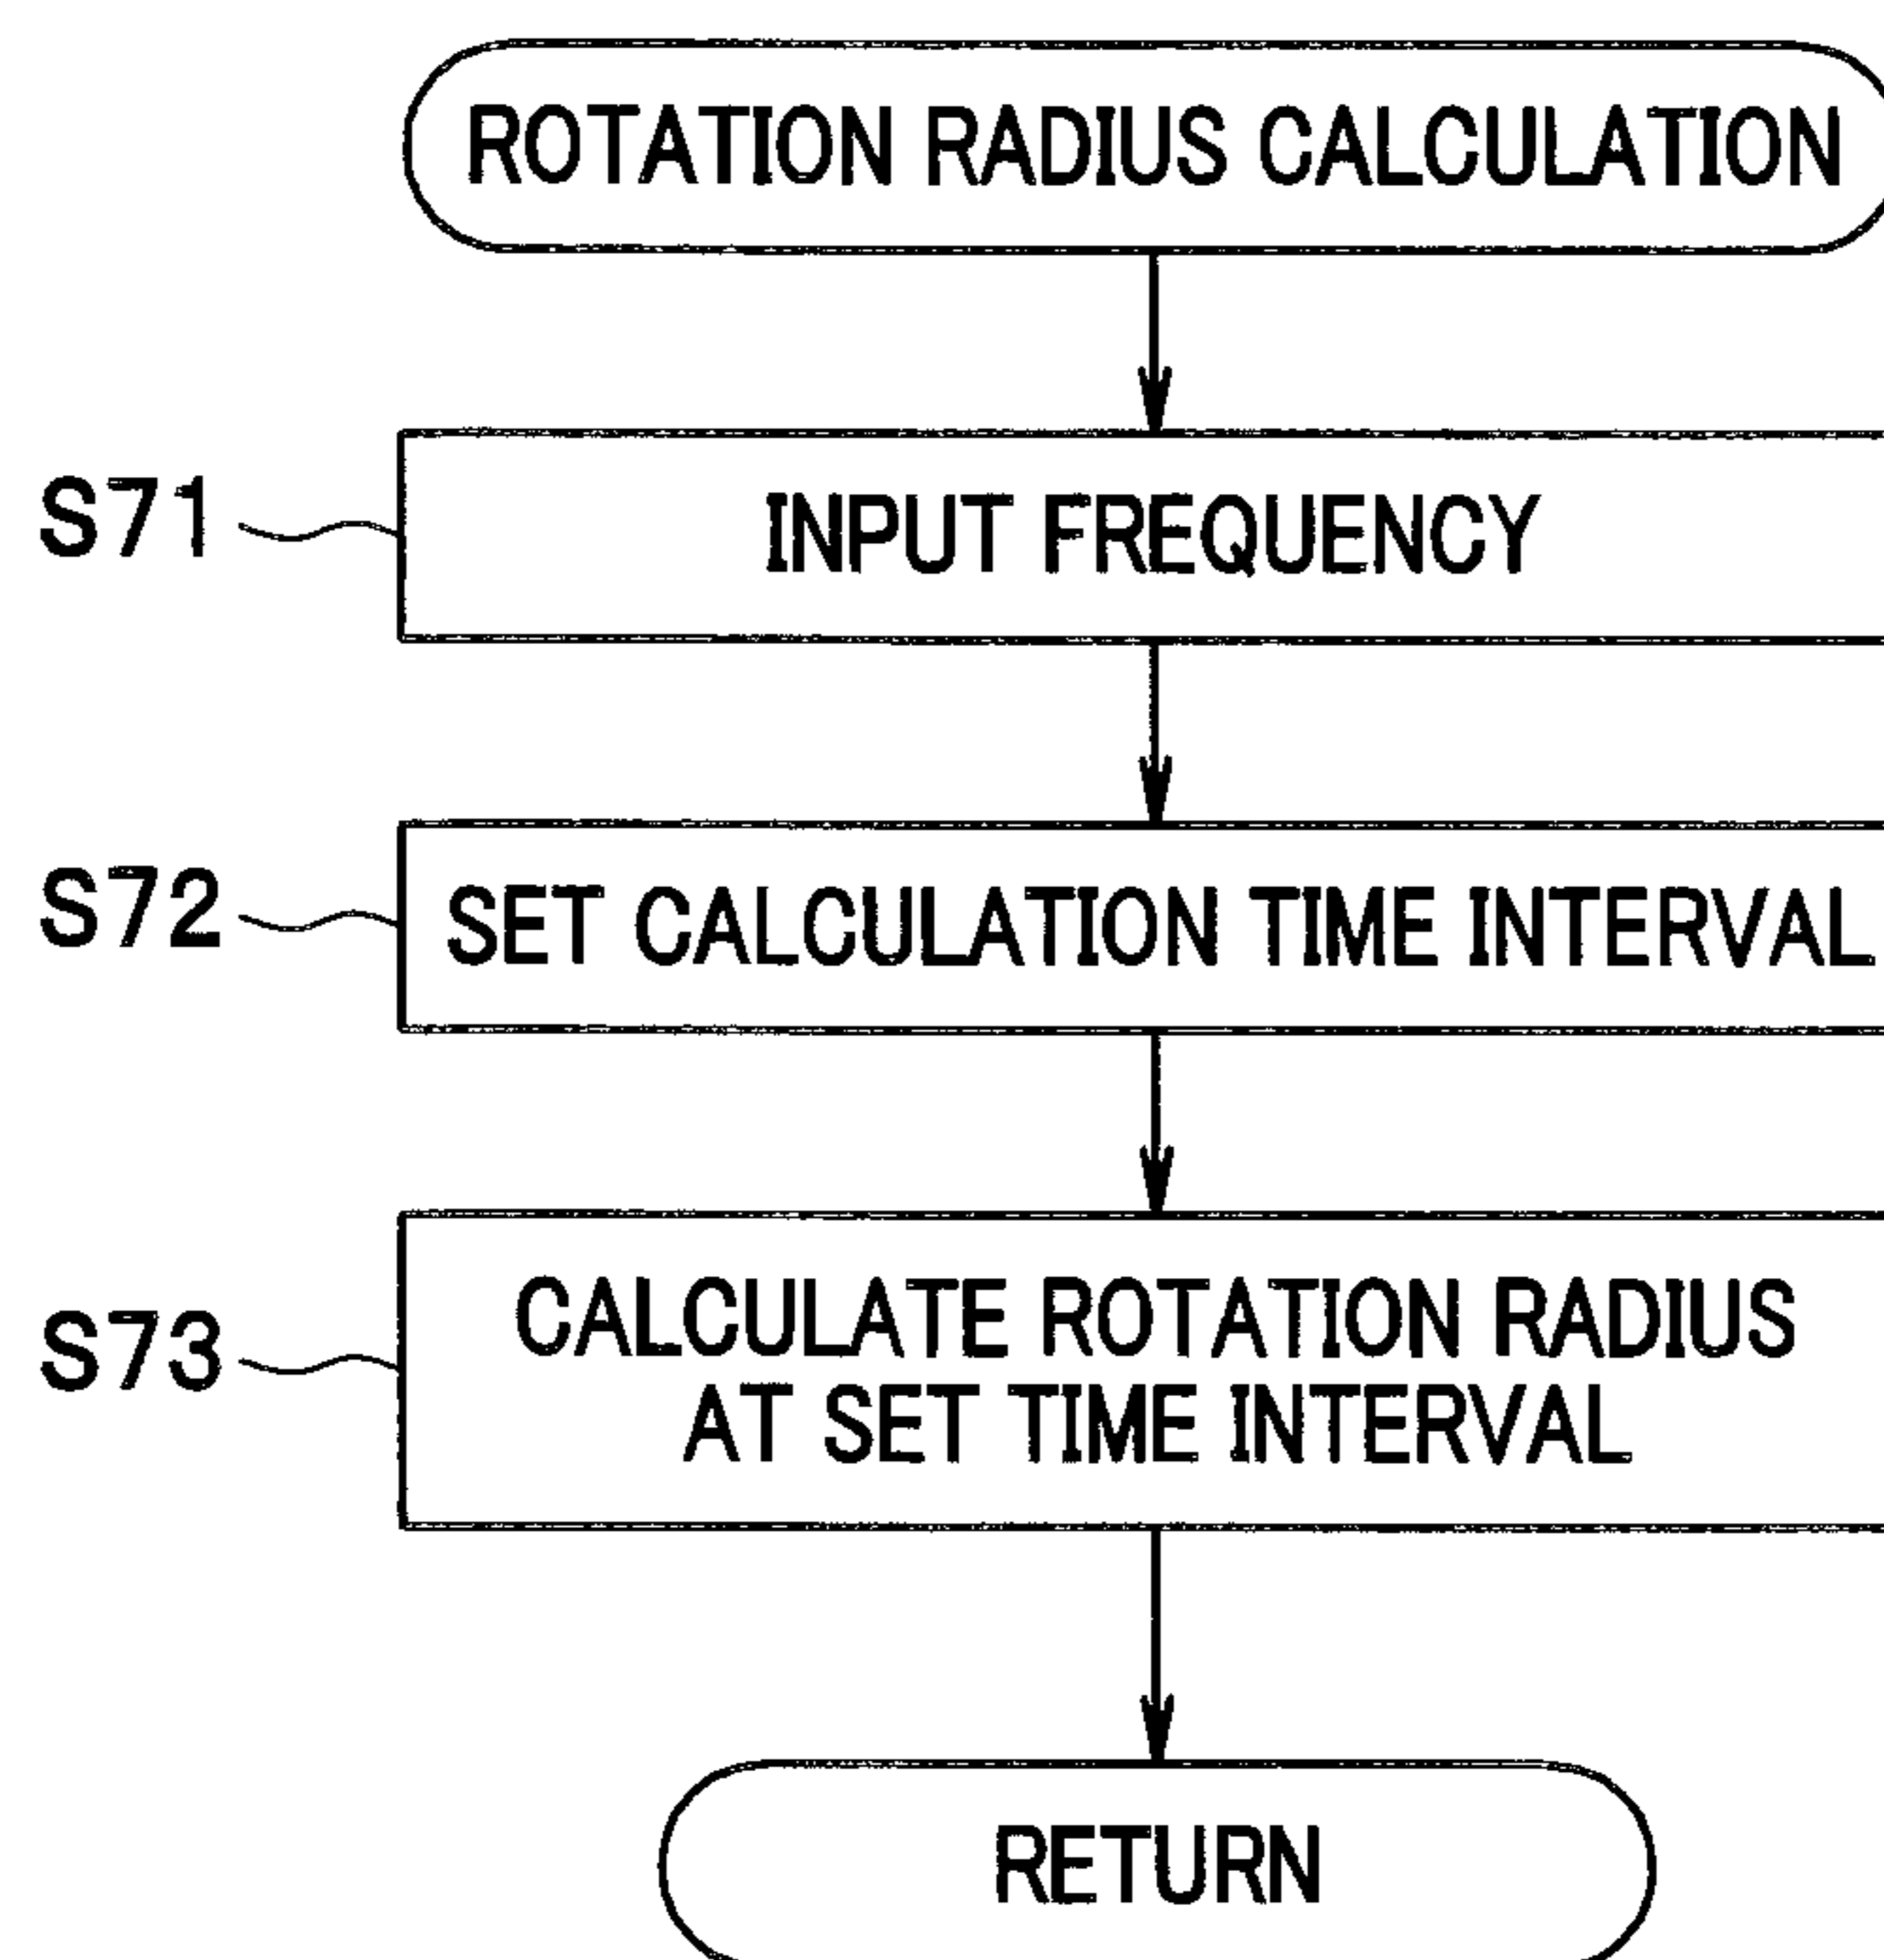 ROTATION RADIUS CALCULATION
S71
INPUT FREQUENCY
S72
SET CALCULATION TIME INTERVAL
S73
CALCULATE ROTATION RADIUS
AT SET TIME INTERVAL
RETURN